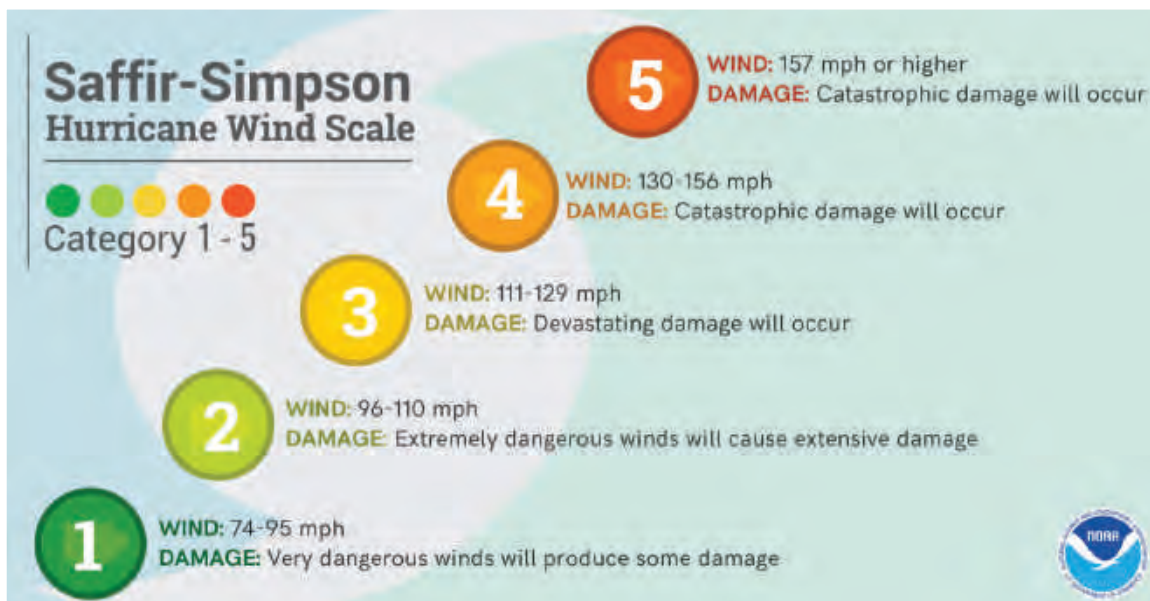 Saffir-Simpson
Hurricane Wind Scale
Category 1 - 5
5
WIND: 157 mph or higher
DAMAGE: Catastrophic damage will occur
4
WIND: 130-156 mph
DAMAGE: Catastrophic damage will occur
3
WIND: 111-129 mph
DAMAGE: Devastating damage will occur
2
WIND: 96-110 mph
DAMAGE: Extremely dangerous winds will cause extensive damage
1
WIND: 74-95 mph
DAMAGE: Very dangerous winds will produce some damage
NOAA